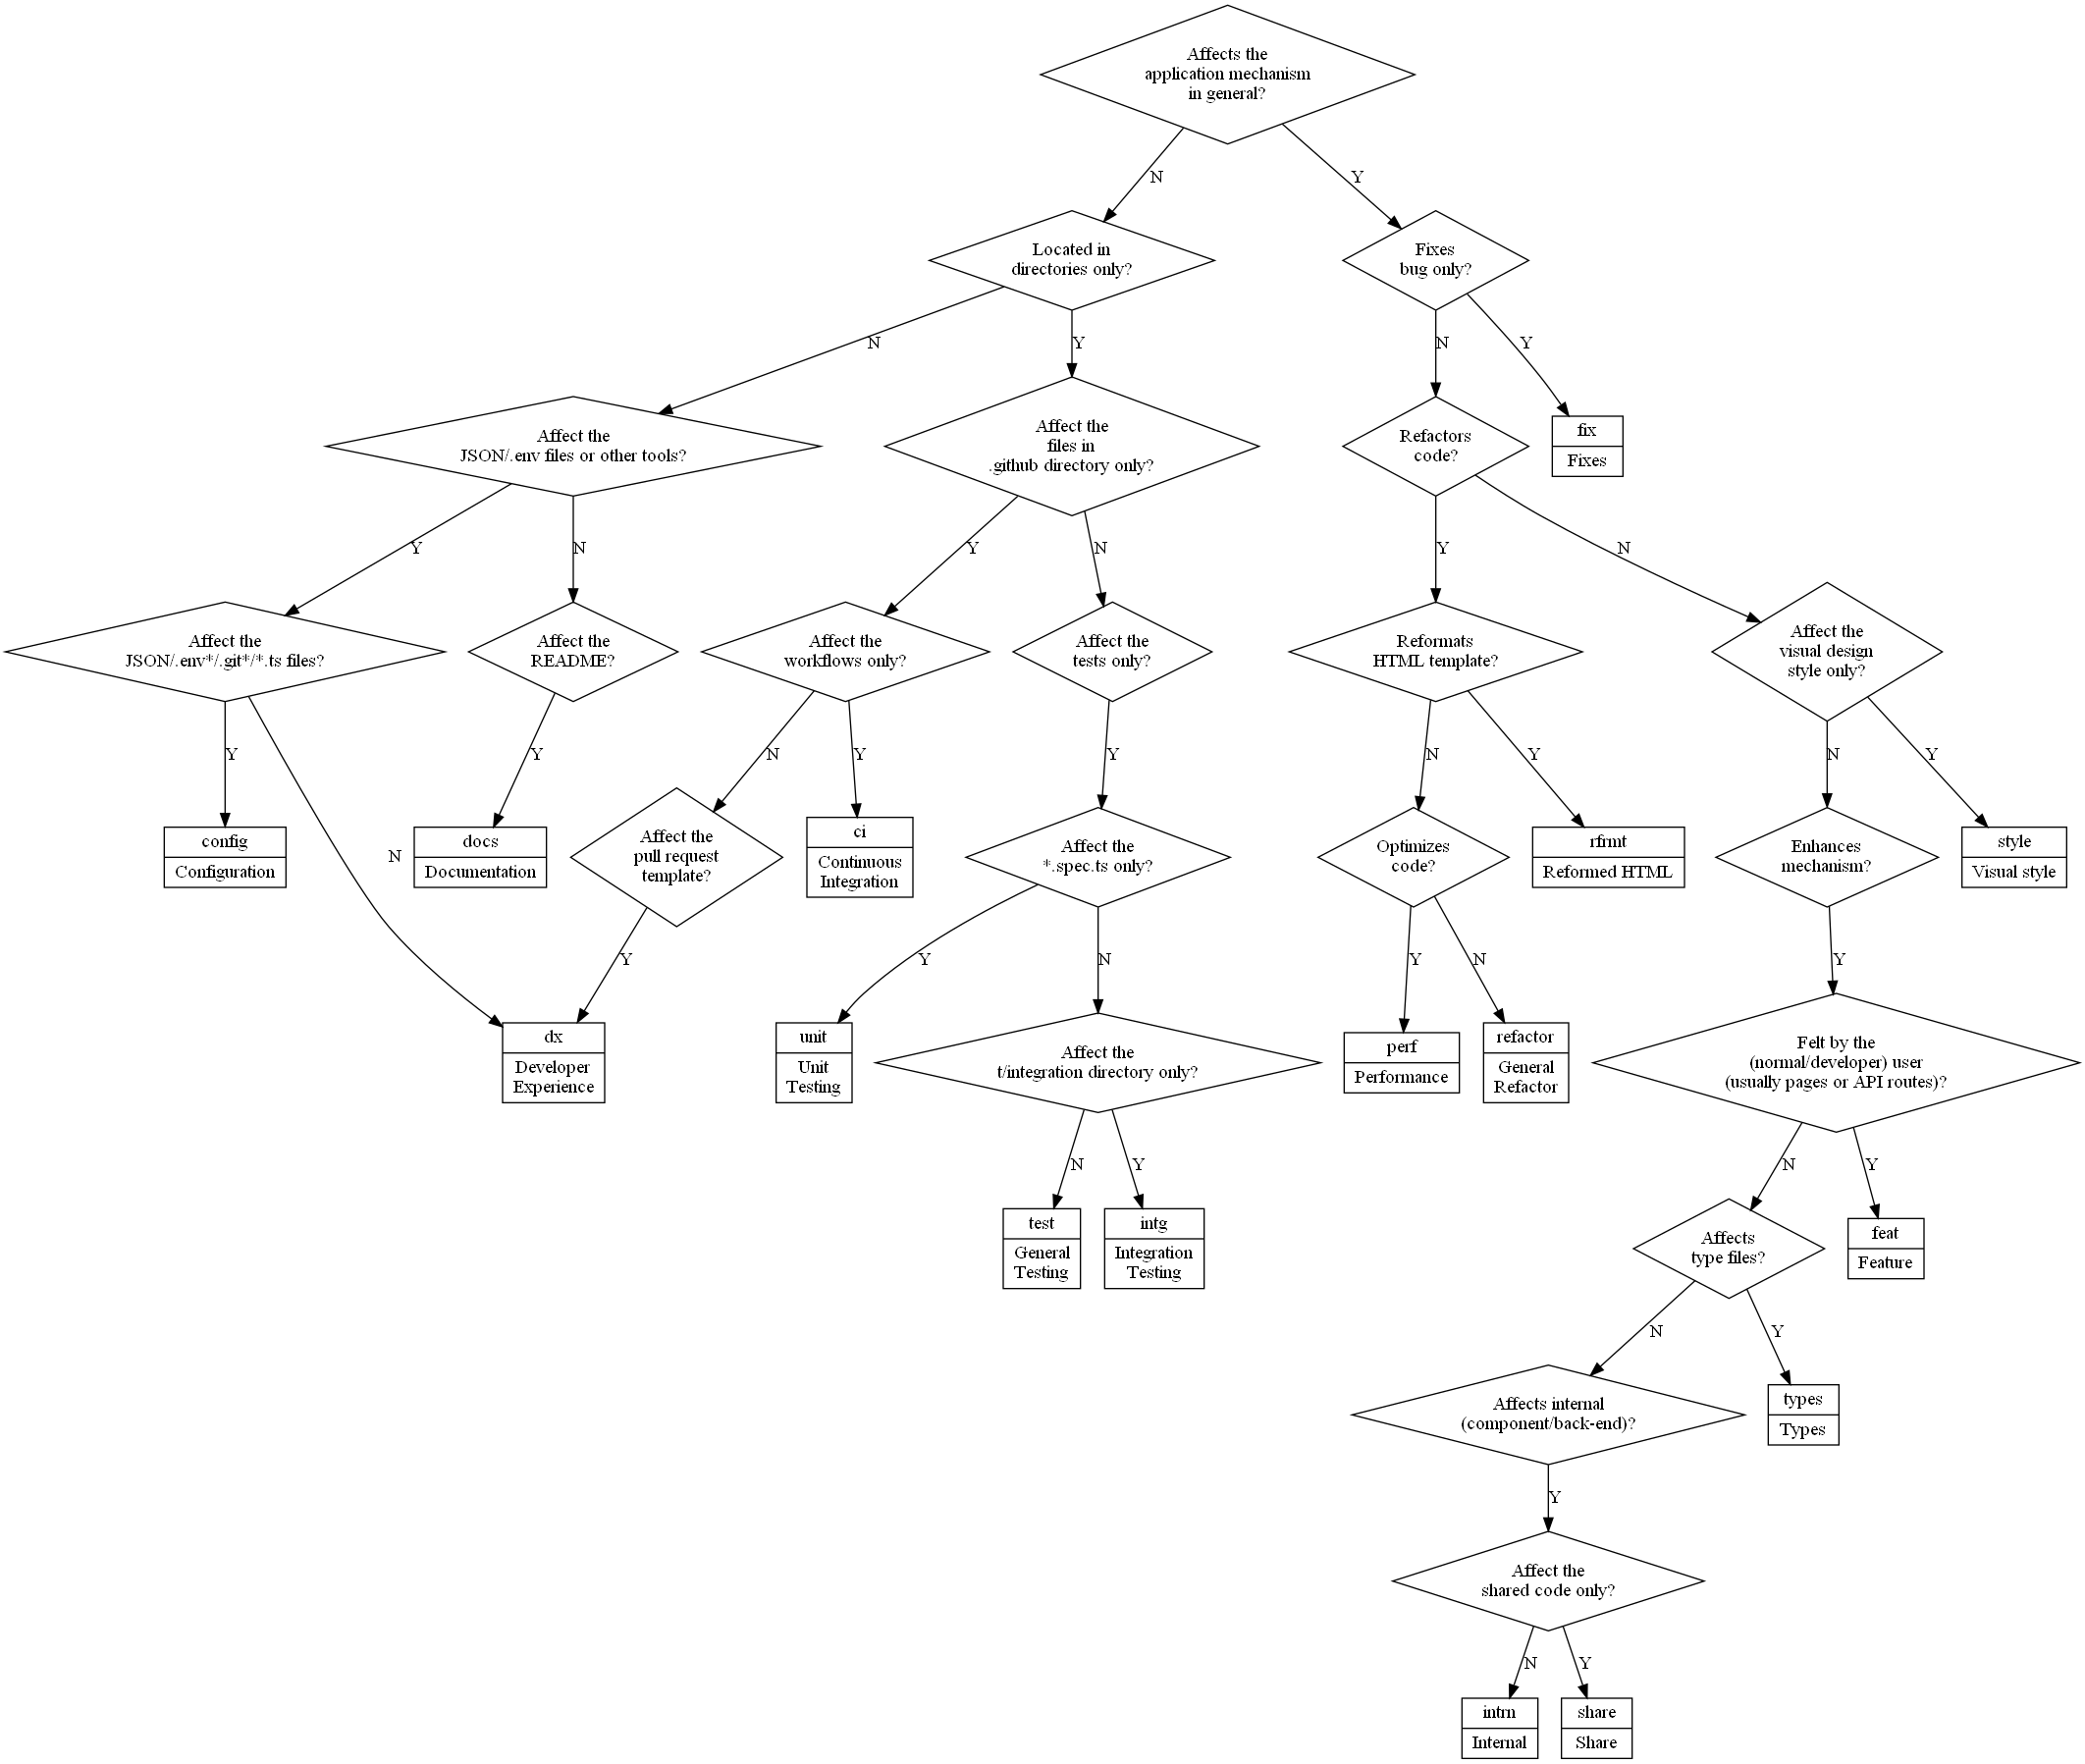 Affects the
application mechanism
in general?
N
Y
Located in
directories only?
Fixes
bug only?
N
Y
N
Y
Affect the
JSON/.env files or other tools?
Affect the
files in
.github directory only?
Refactors
code?
fix
Fixes
Y
N
Y
N
Y
N
Affect the
JSON/.env*/.git*/*.ts files?
Affect the
README?
Affect the
workflows only?
Affect the
tests only?
Reformats
HTML template?
Affect the
visual design
style only?
Y
Y
N
Y
Y
N
Y
N
Y
config
Configuration
N
docs
Documentation
Affect the
pull request
template?
ci
Continuous
Integration
Affect the
*.spec.ts only?
Optimizes
code?
rfrmt
Reformed HTML
Enhances
mechanism?
style
Visual style
Y
Y
N
Y
N
Y
dx
Developer
Experience
unit
Unit
Testing
Affect the
t/integration directory only?
perf
Performance
refactor
General
Refactor
Felt by the
(normal/developer) user
(usually pages or API routes)?
N
Y
N
Y
test
General
Testing
intg
Integration
Testing
Affects
type files?
feat
Feature
N
Y
Affects internal
(component/back-end)?
types
Types
Y
Affect the
shared code only?
N
Y
intrn
Internal
share
Share